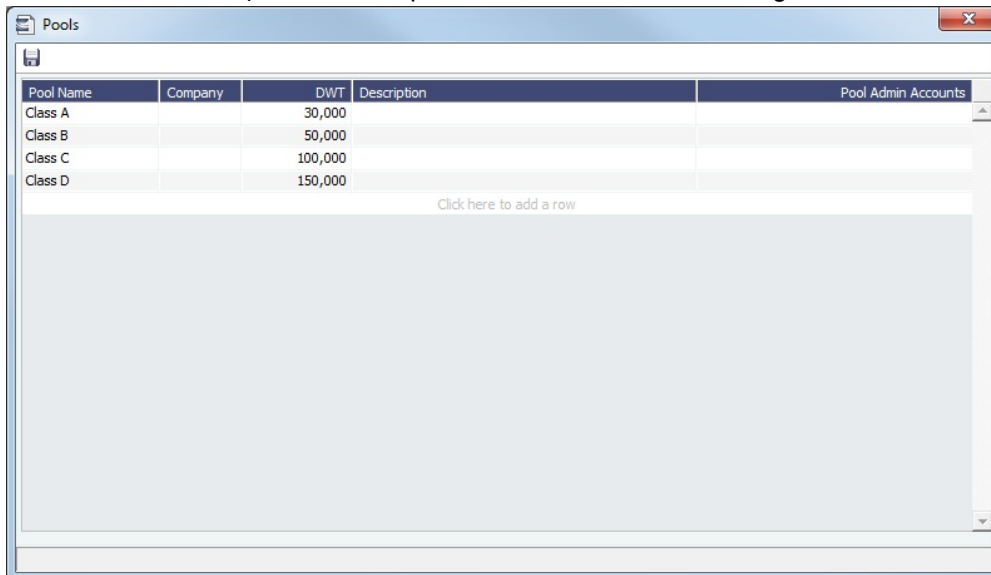 Pools
Pool Name Company DWT Description Pool Admin Accounts
Class A 30,000
Class B 50,000
Class C 100,000
Class D 150,000
Click here to add a row